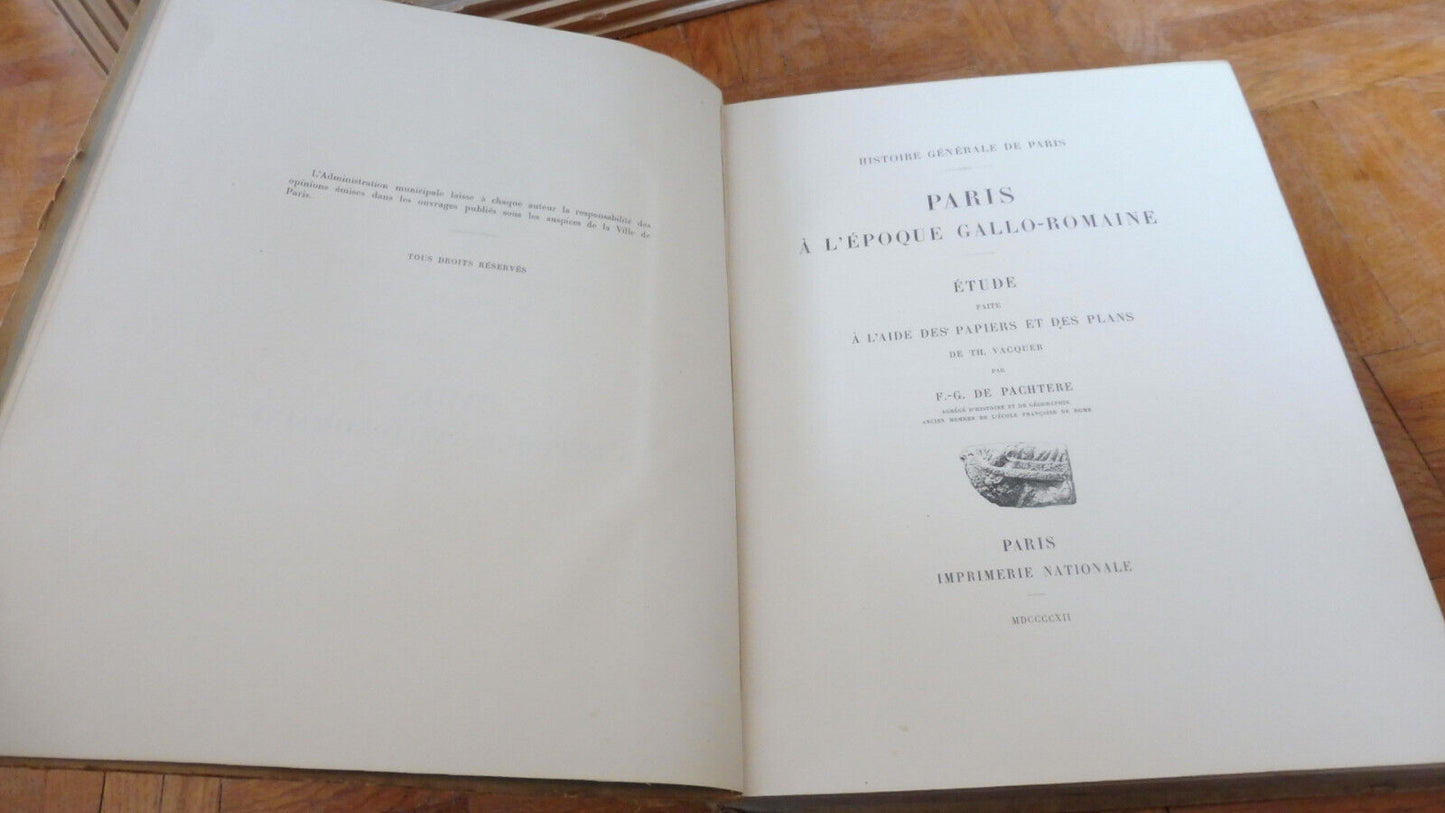 L'Administration municipale laisse à chaque auteur la responsabilité des
opinions émises dans les ouvrages publiés sous les auspices de la Ville de
Paris.
TOUS DROITS RÉSERVÉS
HISTOIRE GÉNÉRALE DE PARIS
PARIS
À L'ÉPOQUE GALLO-ROMAINE
ÉTUDE
FAITE
À L'AIDE DES PAPIERS ET DES PLANS
DE TH. VACQUER
PAR
F.-G. DE PACHTERE
AGRÉGÉ D'HISTOIRE ET DE GÉOGRAPHIE
ANCIEN MEMBRE DE L'ÉCOLE FRANÇAISE DE ROME
PARIS
IMPRIMERIE NATIONALE
MDCCCCXII